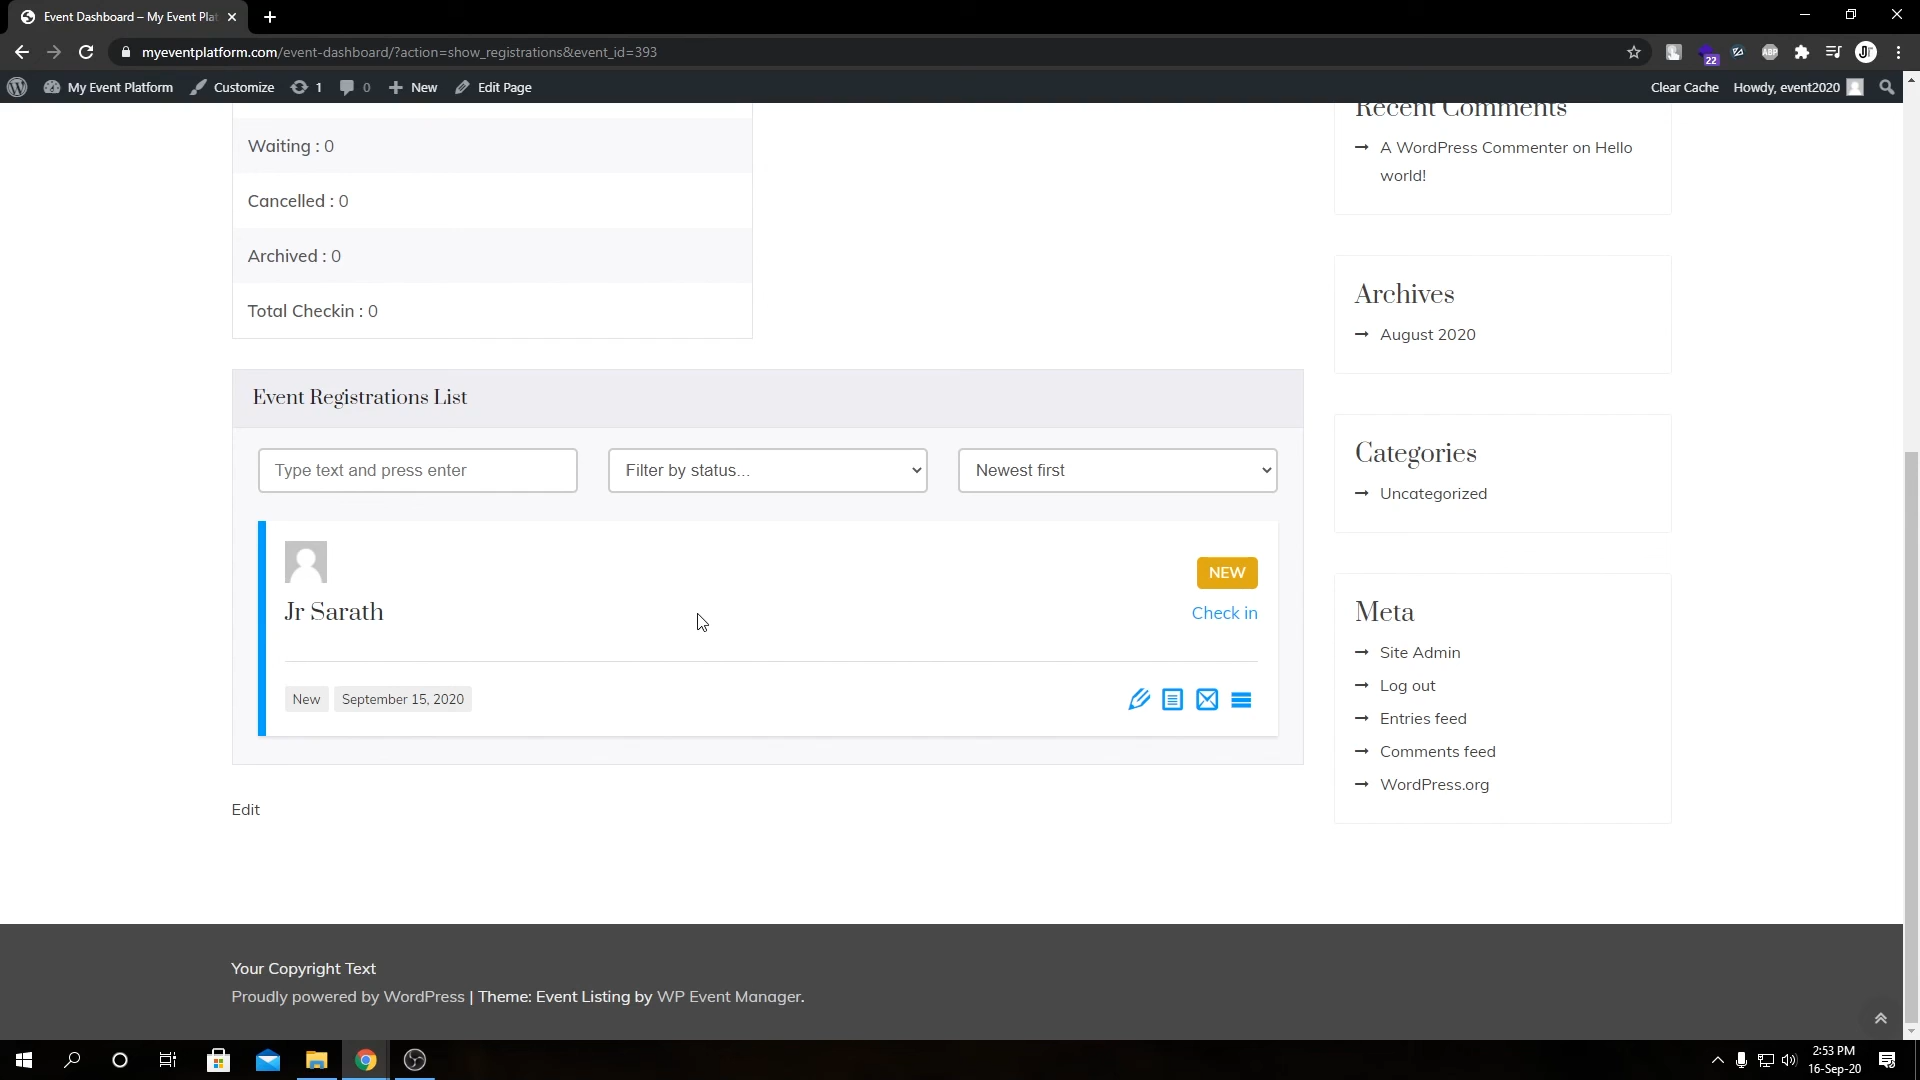 Event Dashboard – My Event Plat
myeventplatform.com/event-dashboard/?action=show_registrations&event_id=393
22
ABP
My Event Platform
Customize
1
0
New
Edit Page
Clear Cache
Howdy, event2020
Waiting : 0
Cancelled : 0
Archived : 0
Total Checkin : 0
Event Registrations List
Type text and press enter
Filter by status...
Newest first
NEW
Jr Sarath
Check in
New
September 15, 2020
Edit
Recent Comments
A WordPress Commenter on Hello
world!
Archives
August 2020
Categories
Uncategorized
Meta
Site Admin
Log out
Entries feed
Comments feed
WordPress.org
Your Copyright Text
Proudly powered by WordPress | Theme: Event Listing by WP Event Manager.
2:53 PM
16-Sep-20